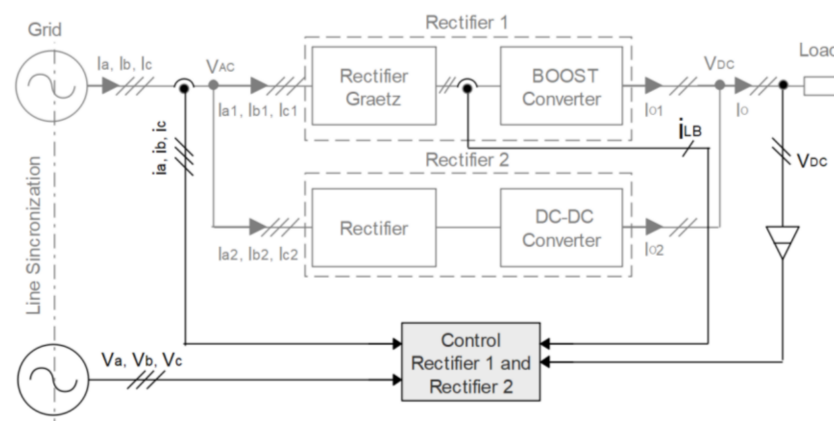 Rectifier 1
Grid
Load
Ia, Ib, Ic
VAC
Rectifier
Graetz
BOOST
Converter
VDC
Ia1, Ib1, Ic1
IO1
IO
ia, ib, ic
iLB
Rectifier 2
VDC
Line Sincronization
Rectifier
DC-DC
Converter
Ia2, Ib2, Ic2
IO2
Control
Rectifier 1 and
Rectifier 2
Va, Vb, Vc